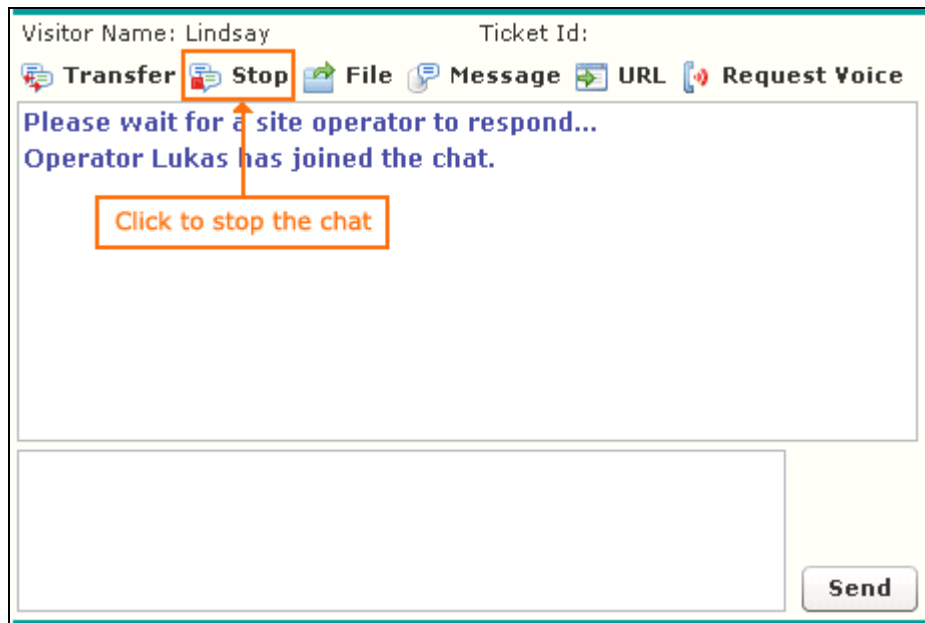 Visitor Name: Lindsay Ticket Id:
Transfer Stop File Message URL Request Voice
Please wait for a site operator to respond...
Operator Lukas has joined the chat.
Click to stop the chat
Send